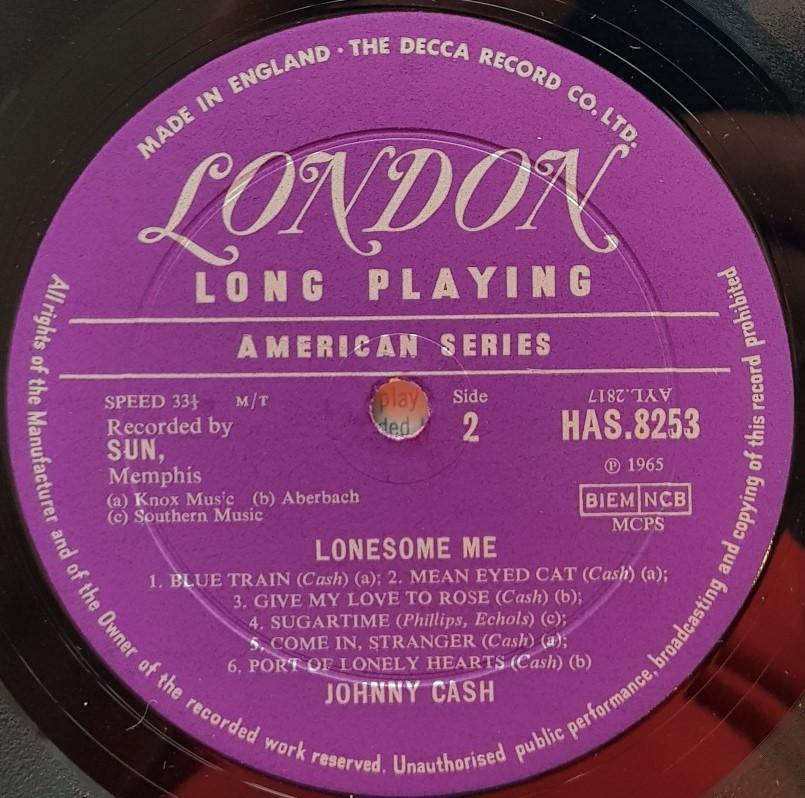 MADE IN ENGLAND · THE DECCA RECORD CO. LTD.
LONDON
LONG PLAYING
AMERICAN SERIES
SPEED 33⅓ M/T
Recorded by
SUN,
Memphis
(a) Knox Music (b) Aberbach
(c) Southern Music
play
ded
Side
2
AYL.2817
HAS.8253
℗ 1965
BIEM NCB
MCPS
LONESOME ME
1. BLUE TRAIN (Cash) (a); 2. MEAN EYED CAT (Cash) (a);
3. GIVE MY LOVE TO ROSE (Cash) (b);
4. SUGARTIME (Phillips, Echols) (c);
5. COME IN, STRANGER (Cash) (a);
6. PORT OF LONELY HEARTS (Cash) (b)
JOHNNY CASH
All rights of the Manufacturer and of the Owner of the recorded work reserved. Unauthorised public performance, broadcasting and copying of this record prohibited